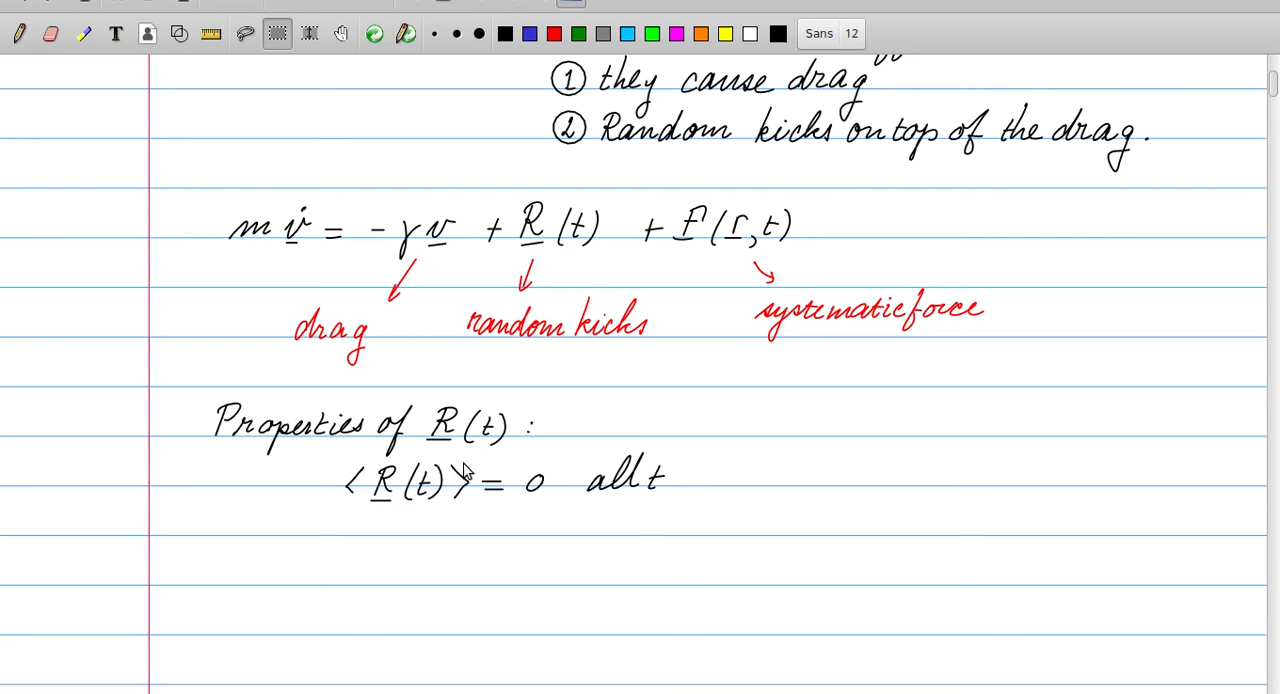 Sans 12
① they cause drag
② Random kicks on top of the drag.
m v̇ = - γ v + R (t) + F (r, t)
drag random kicks systematic force
Properties of R (t) :
< R (t) > = 0 all t